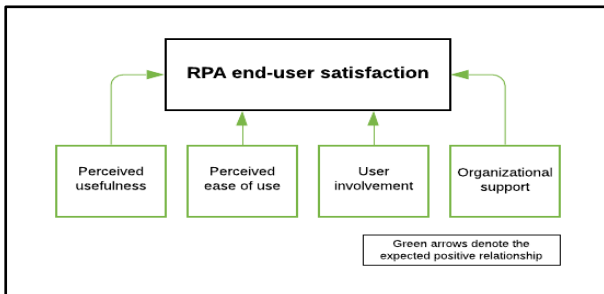 RPA end-user satisfaction
Perceived
usefulness
Perceived
ease of use
User
involvement
Organizational
support
Green arrows denote the
expected positive relationship